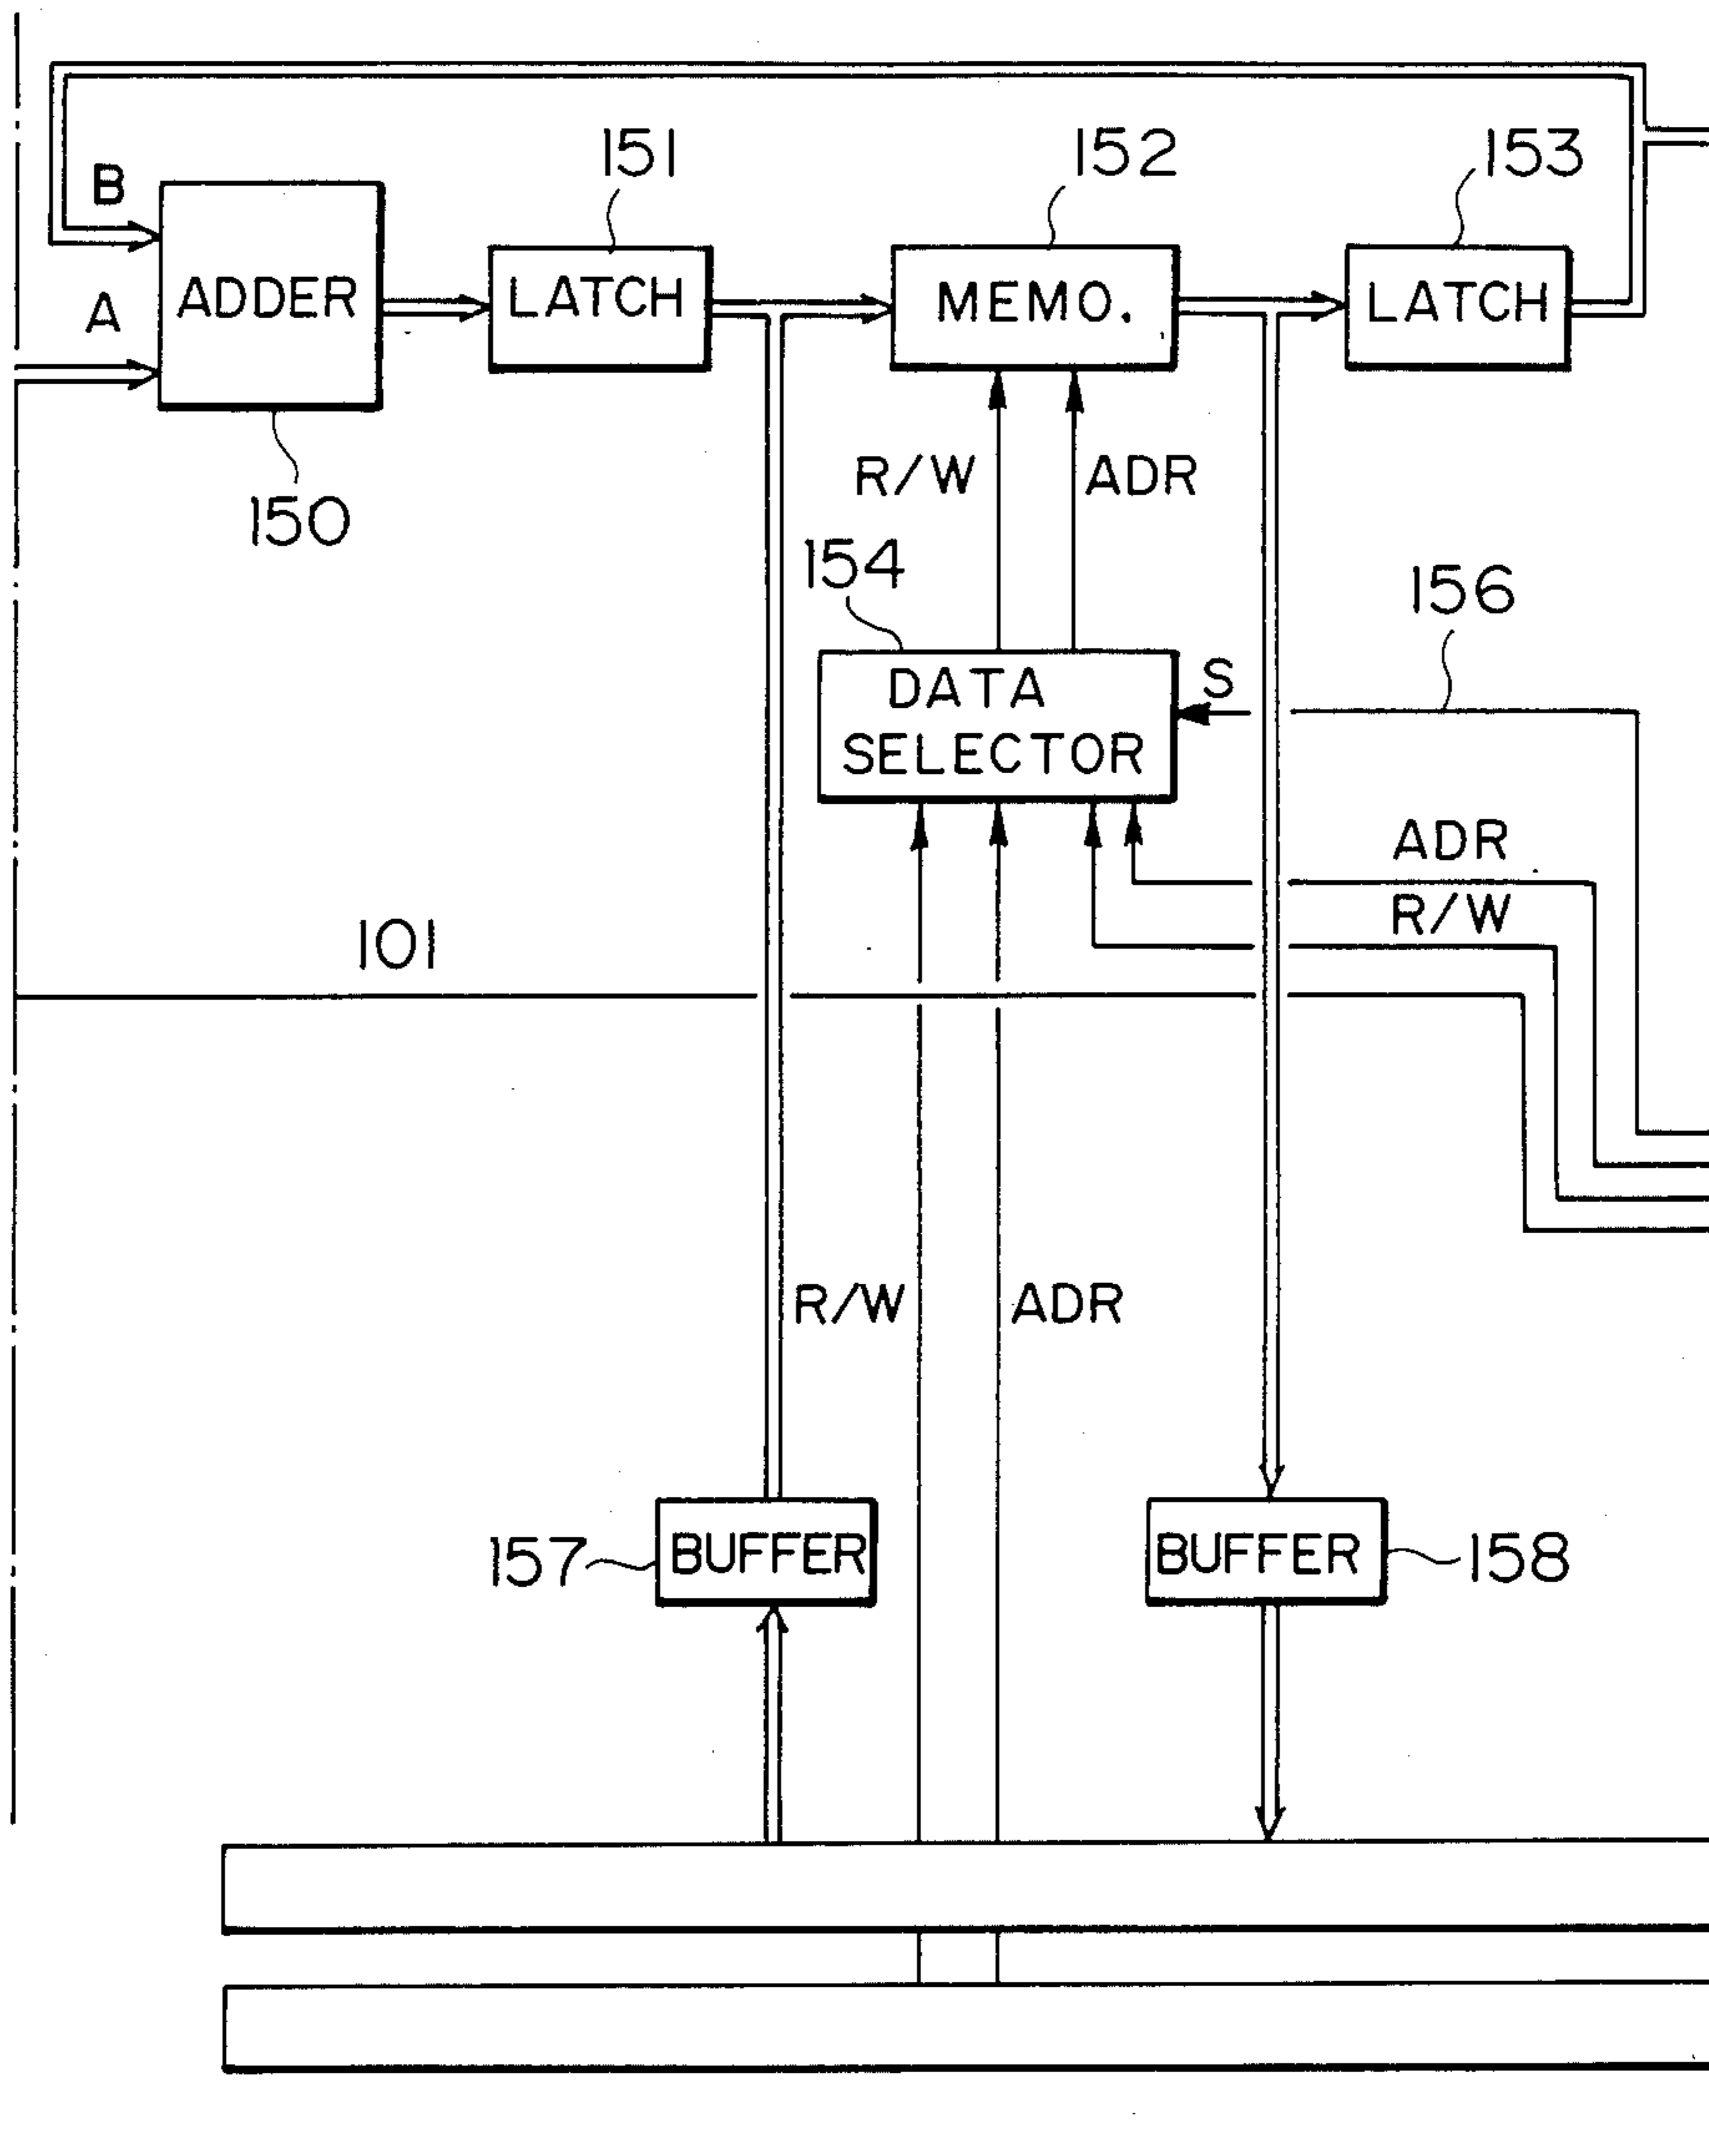 151
152
153
B
ADDER
LATCH
MEMO.
LATCH
A
R/W
ADR
150
154
156
DATA
SELECTOR
S
ADR
R/W
101
R/W
ADR
157
BUFFER
BUFFER
158